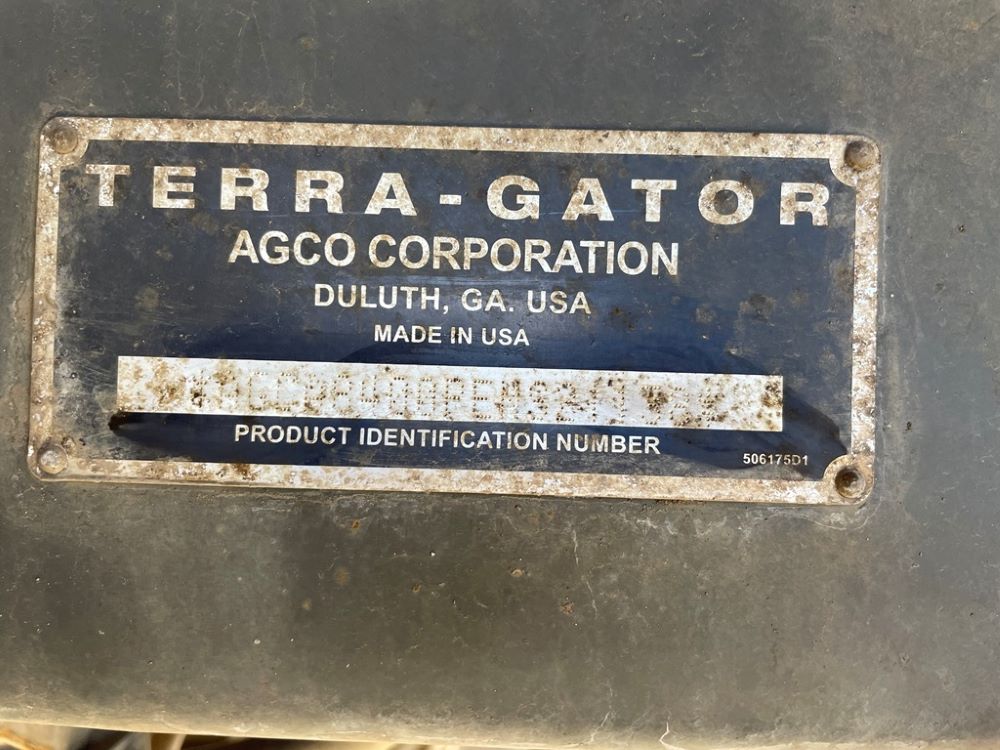 TERRA-GATOR
AGCO CORPORATION
DULUTH, GA. USA
MADE IN USA
PRODUCT IDENTIFICATION NUMBER
506175D1